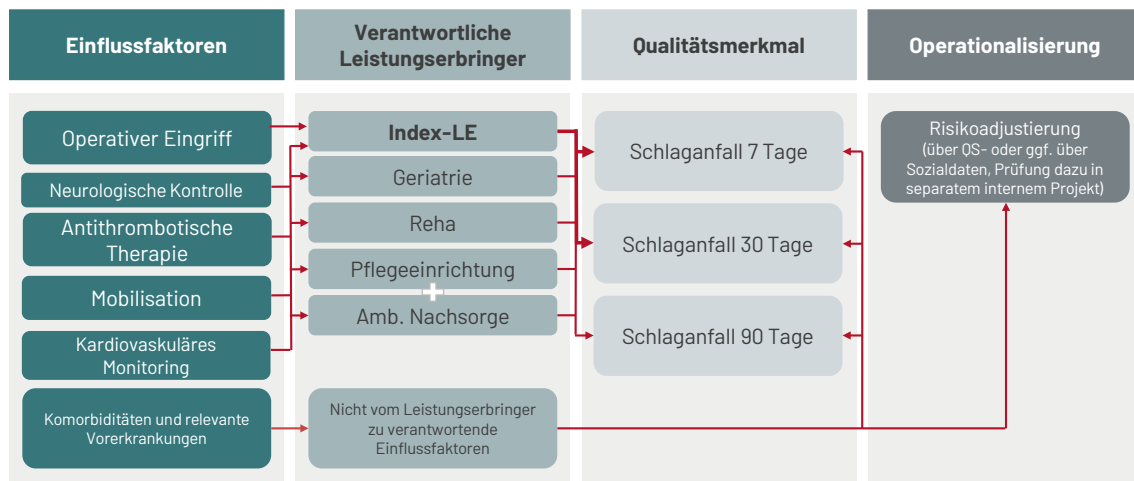 Einflussfaktoren
Verantwortliche
Leistungserbringer
Qualitätsmerkmal
Operationalisierung
Operativer Eingriff
Neurologische Kontrolle
Antithrombotische
Therapie
Mobilisation
Kardiovaskuläres
Monitoring
Komorbiditäten und relevante
Vorerkrankungen
Index-LE
Geriatrie
Reha
Pflegeeinrichtung
+
Amb. Nachsorge
Nicht vom Leistungserbringer
zu verantwortende
Einflussfaktoren
Schlaganfall 7 Tage
Schlaganfall 30 Tage
Schlaganfall 90 Tage
Risikoadjustierung
(über QS- oder ggf. über
Sozialdaten, Prüfung dazu in
separatem internem Projekt)